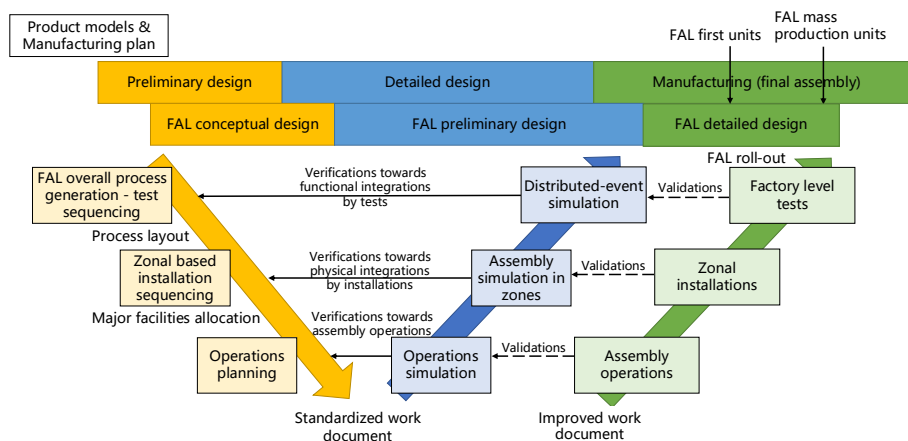 Product models &
Manufacturing plan
FAL first units
FAL mass
production units
Preliminary design
Detailed design
Manufacturing (final assembly)
FAL conceptual design
FAL preliminary design
FAL detailed design
FAL roll-out
FAL overall process
generation - test
sequencing
Verifications towards
functional integrations
by tests
Distributed-event
simulation
Validations
Factory level
tests
Process layout
Zonal based
installation
sequencing
Verifications towards
physical integrations
by installations
Assembly
simulation in
zones
Validations
Zonal
installations
Major facilities allocation
Verifications towards
assembly operations
Operations
planning
Operations
simulation
Validations
Assembly
operations
Standardized work
document
Improved work
document